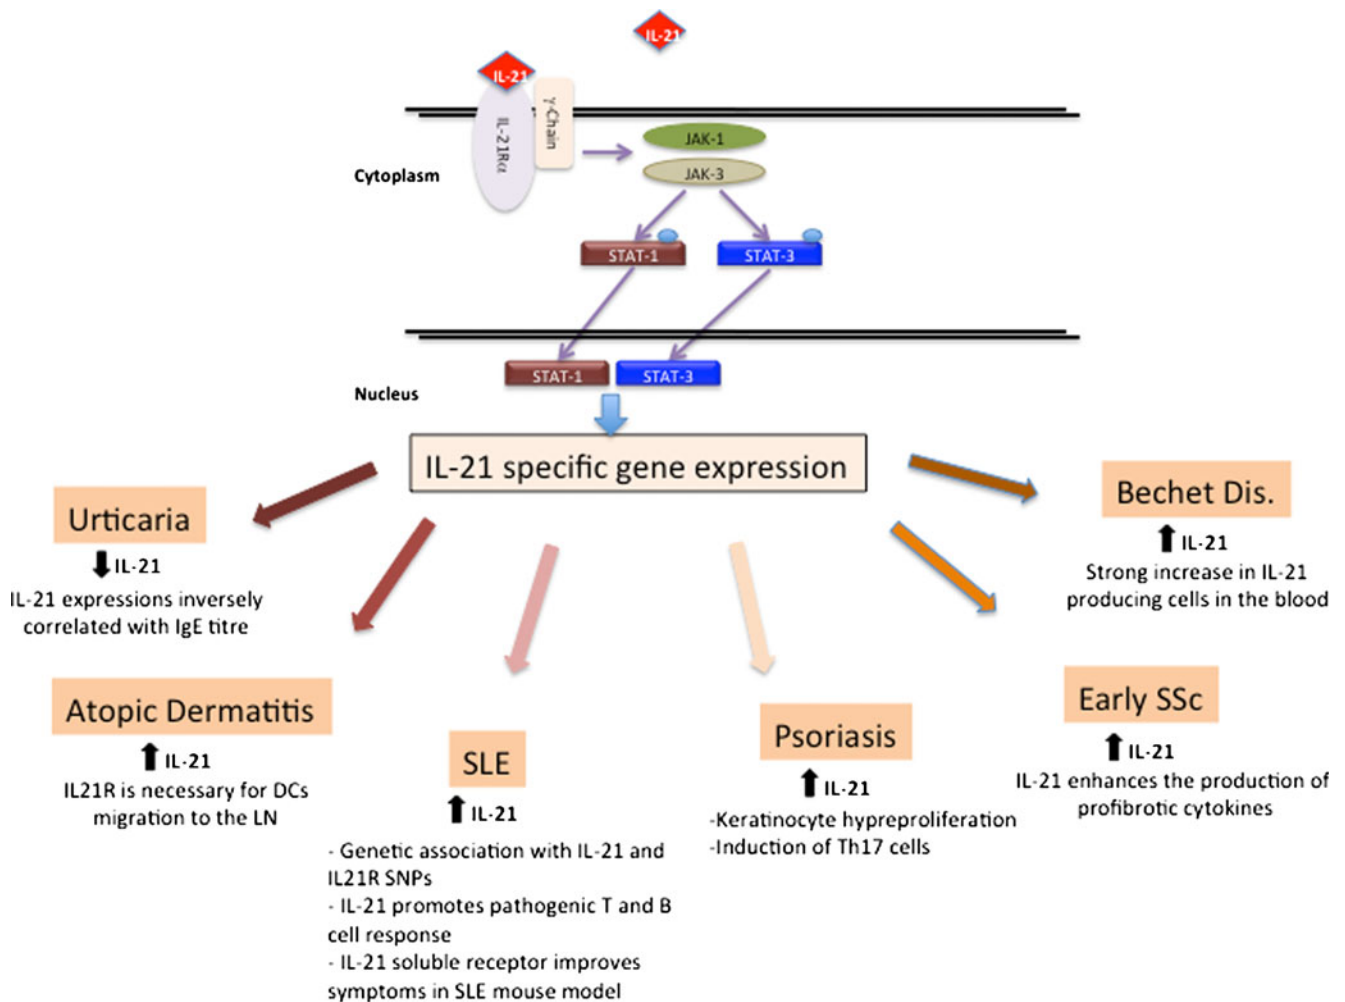 IL-21
IL-21
IL-21Rα
γ-Chain
JAK-1
Cytoplasm
JAK-3
STAT-1
STAT-3
STAT-1
STAT-3
Nucleus
IL-21 specific gene expression
Urticaria
IL-21
IL-21 expressions inversely
correlated with IgE titre
Atopic Dermatitis
IL-21
IL21R is necessary for DCs
migration to the LN
SLE
IL-21
- Genetic association with IL-21 and
IL21R SNPs
- IL-21 promotes pathogenic T and B
cell response
- IL-21 soluble receptor improves
symptoms in SLE mouse model
Psoriasis
IL-21
-Keratinocyte hypreproliferation
-Induction of Th17 cells
Early SSc
IL-21
IL-21 enhances the production of
profibrotic cytokines
Bechet Dis.
IL-21
Strong increase in IL-21
producing cells in the blood